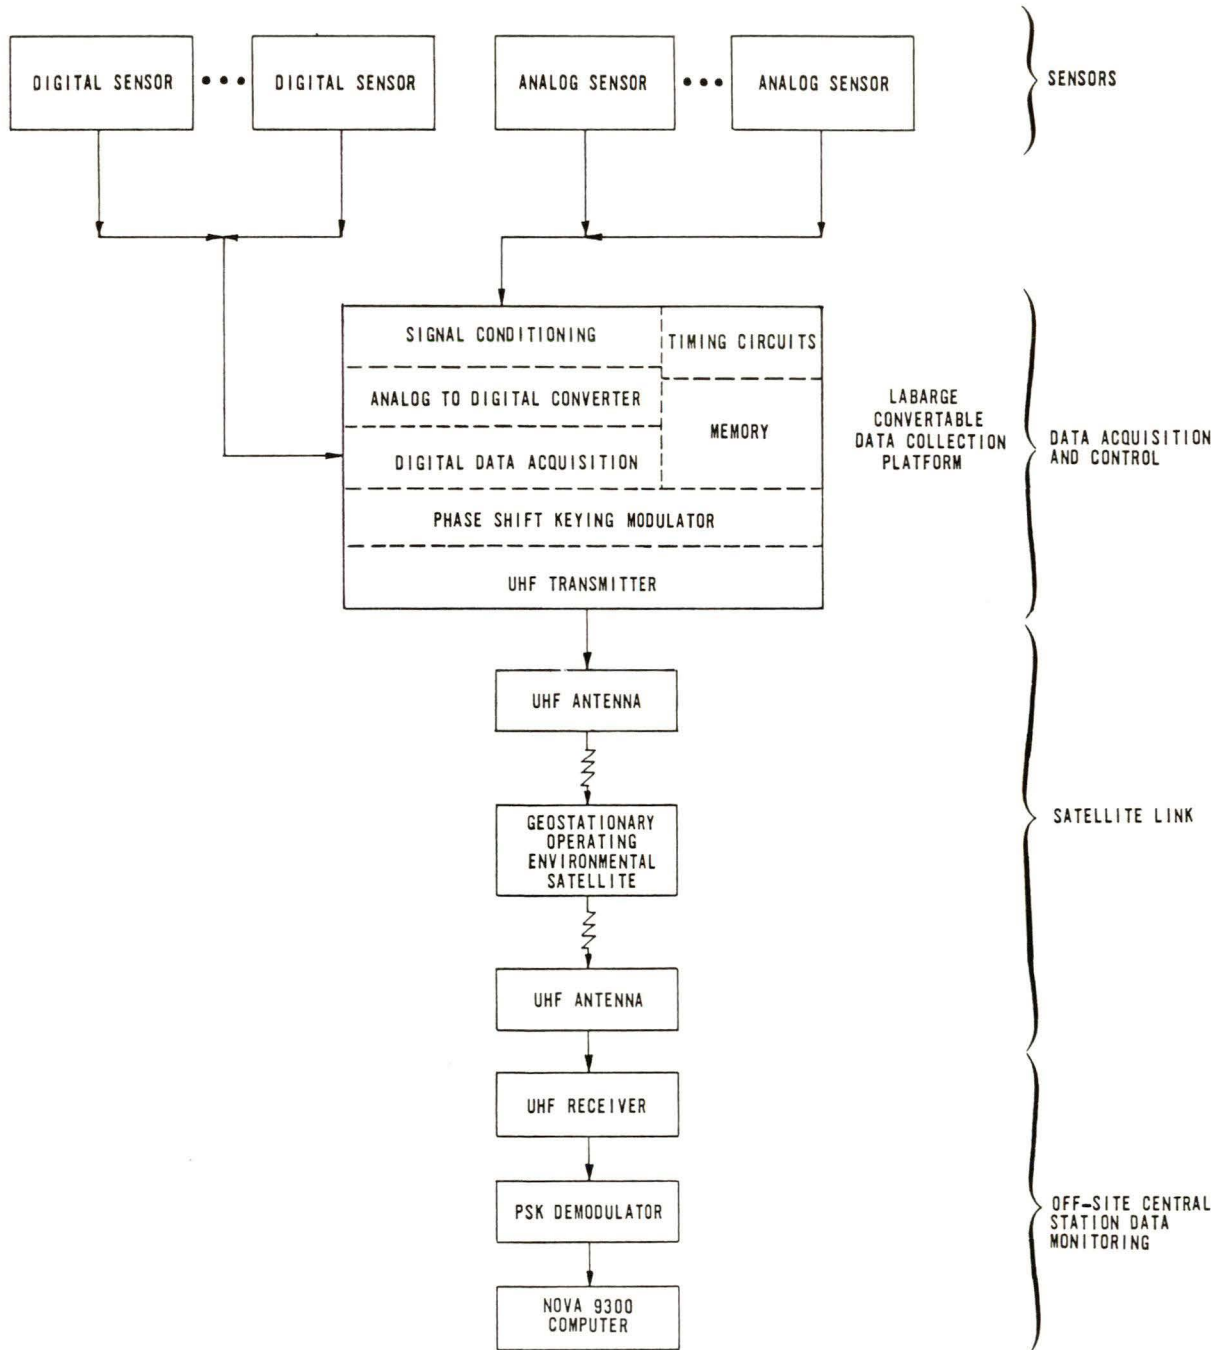 DIGITAL SENSOR
DIGITAL SENSOR
ANALOG SENSOR
ANALOG SENSOR
SENSORS
SIGNAL CONDITIONING
TIMING CIRCUITS
ANALOG TO DIGITAL CONVERTER
MEMORY
DIGITAL DATA ACQUISITION
PHASE SHIFT KEYING MODULATOR
UHF TRANSMITTER
LABARGE
CONVERTABLE
DATA COLLECTION
PLATFORM
DATA ACQUISITION
AND CONTROL
UHF ANTENNA
GEOSTATIONARY
OPERATING
ENVIRONMENTAL
SATELLITE
SATELLITE LINK
UHF ANTENNA
UHF RECEIVER
PSK DEMODULATOR
OFF-SITE CENTRAL
STATION DATA
MONITORING
NOVA 9300
COMPUTER